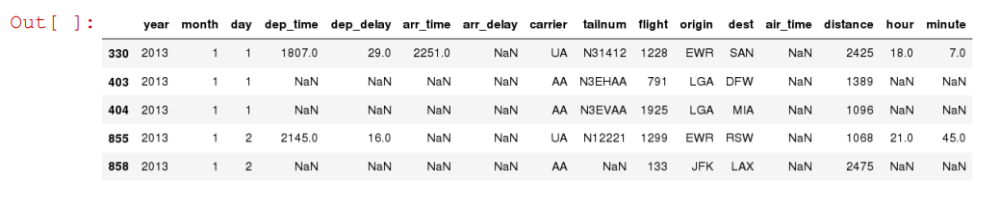 Out[ ]: year month day dep_time dep_delay arr_time arr_delay carrier tailnum flight origin dest air_time distance hour minute
330 2013 1 1 1807.0 29.0 2251.0 NaN UA N31412 1228 EWR SAN NaN 2425 18.0 7.0
403 2013 1 1 NaN NaN NaN NaN AA N3EHAA 791 LGA DFW NaN 1389 NaN NaN
404 2013 1 1 NaN NaN NaN NaN AA N3EVAA 1925 LGA MIA NaN 1096 NaN NaN
855 2013 1 2 2145.0 16.0 NaN NaN UA N12221 1299 EWR RSW NaN 1068 21.0 45.0
858 2013 1 2 NaN NaN NaN NaN AA NaN 133 JFK LAX NaN 2475 NaN NaN